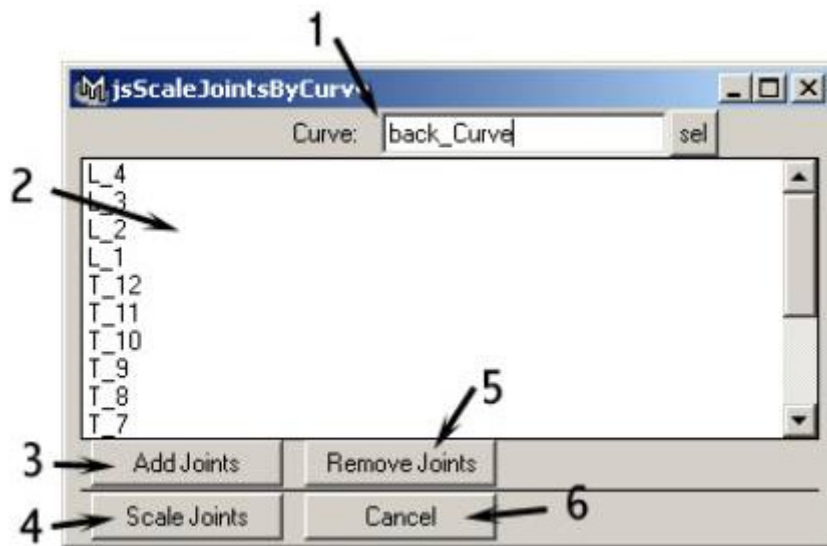 1
jsScaleJointsByCurve
Curve: back_Curve sel
2
L_4
L_3
L_2
L_1
T_12
T_11
T_10
T_9
T_8
T_7
5
3 Add Joints Remove Joints
4 Scale Joints Cancel 6